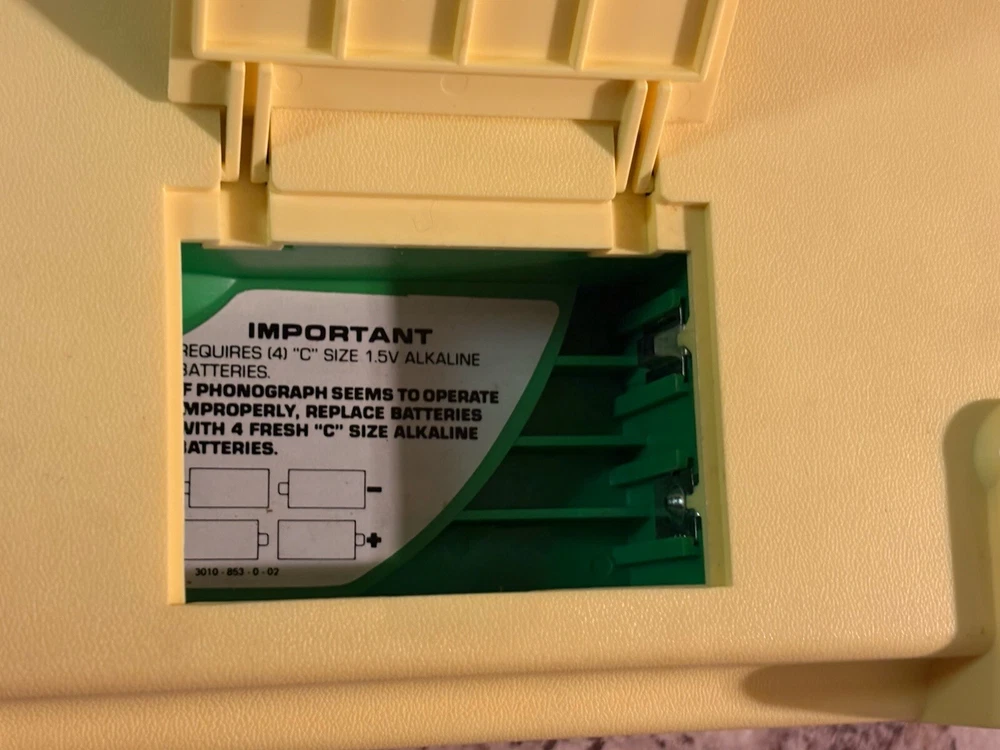 IMPORTANT
REQUIRES (4) "C" SIZE 1.5V ALKALINE
BATTERIES.
F PHONOGRAPH SEEMS TO OPERATE
MPROPERLY, REPLACE BATTERIES
WITH 4 FRESH "C" SIZE ALKALINE
BATTERIES.
-
+
3010-853-0-02